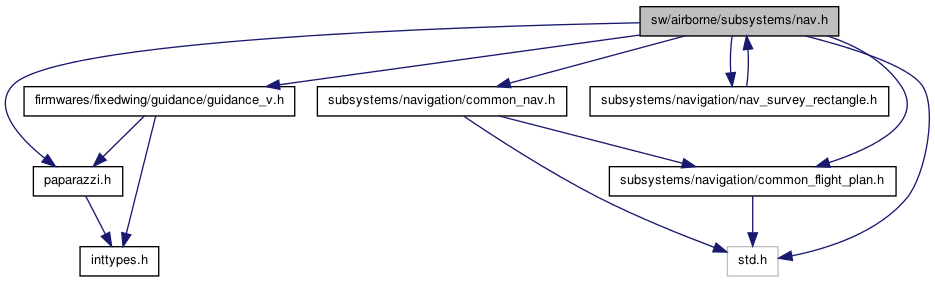 sw/airborne/subsystems/nav.h
firmwares/fixedwing/guidance/guidance_v.h
subsystems/navigation/common_nav.h
subsystems/navigation/nav_survey_rectangle.h
paparazzi.h
subsystems/navigation/common_flight_plan.h
inttypes.h
std.h